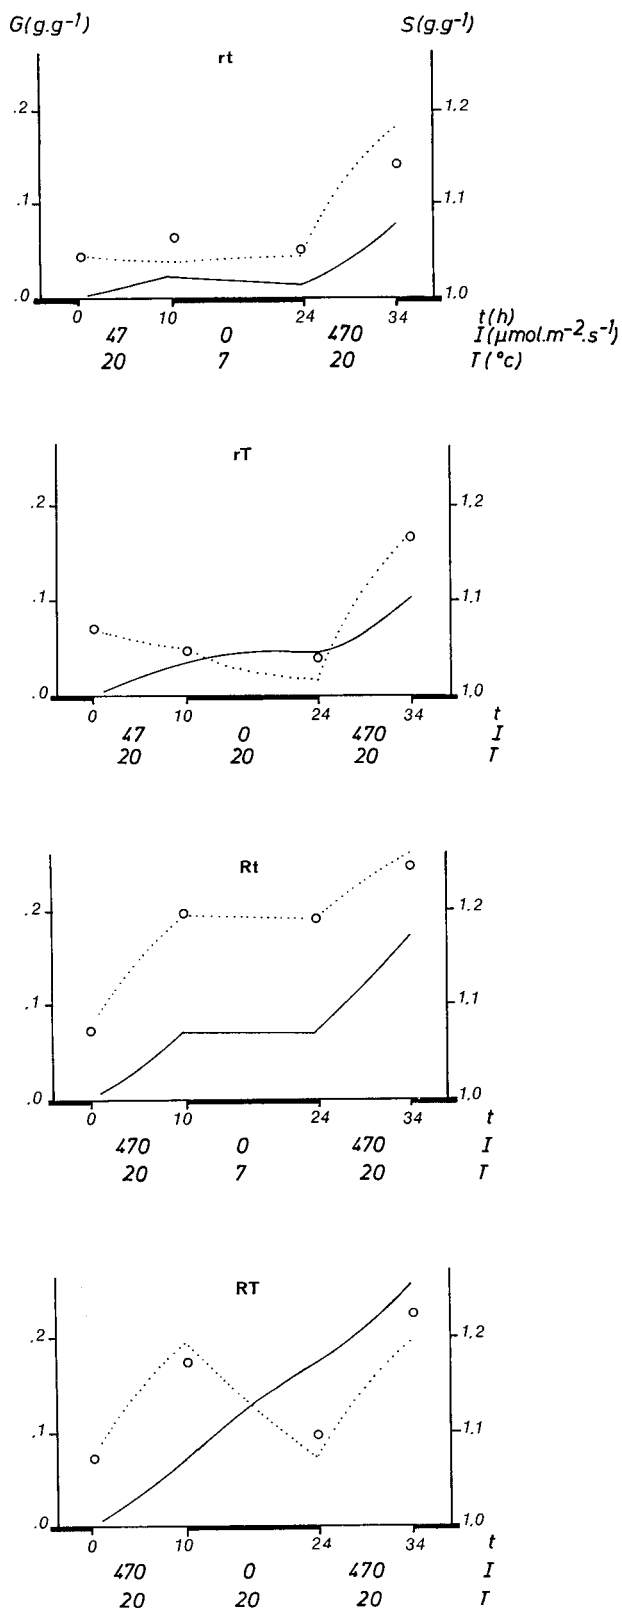 G(g.g⁻¹) S(g.g⁻¹)
rt
.2 1.2
.1 1.1
.0 1.0
0 10 24 34 t(h)
47 0 470 I(µmol.m⁻².s⁻¹)
20 7 20 T(°c)
rT
.2 1.2
.1 1.1
.0 1.0
0 10 24 34 t
47 0 470 I
20 20 20 T
Rt
.2 1.2
.1 1.1
.0 1.0
0 10 24 34 t
470 0 470 I
20 7 20 T
RT
.2 1.2
.1 1.1
.0 1.0
0 10 24 34 t
470 0 470 I
20 20 20 T